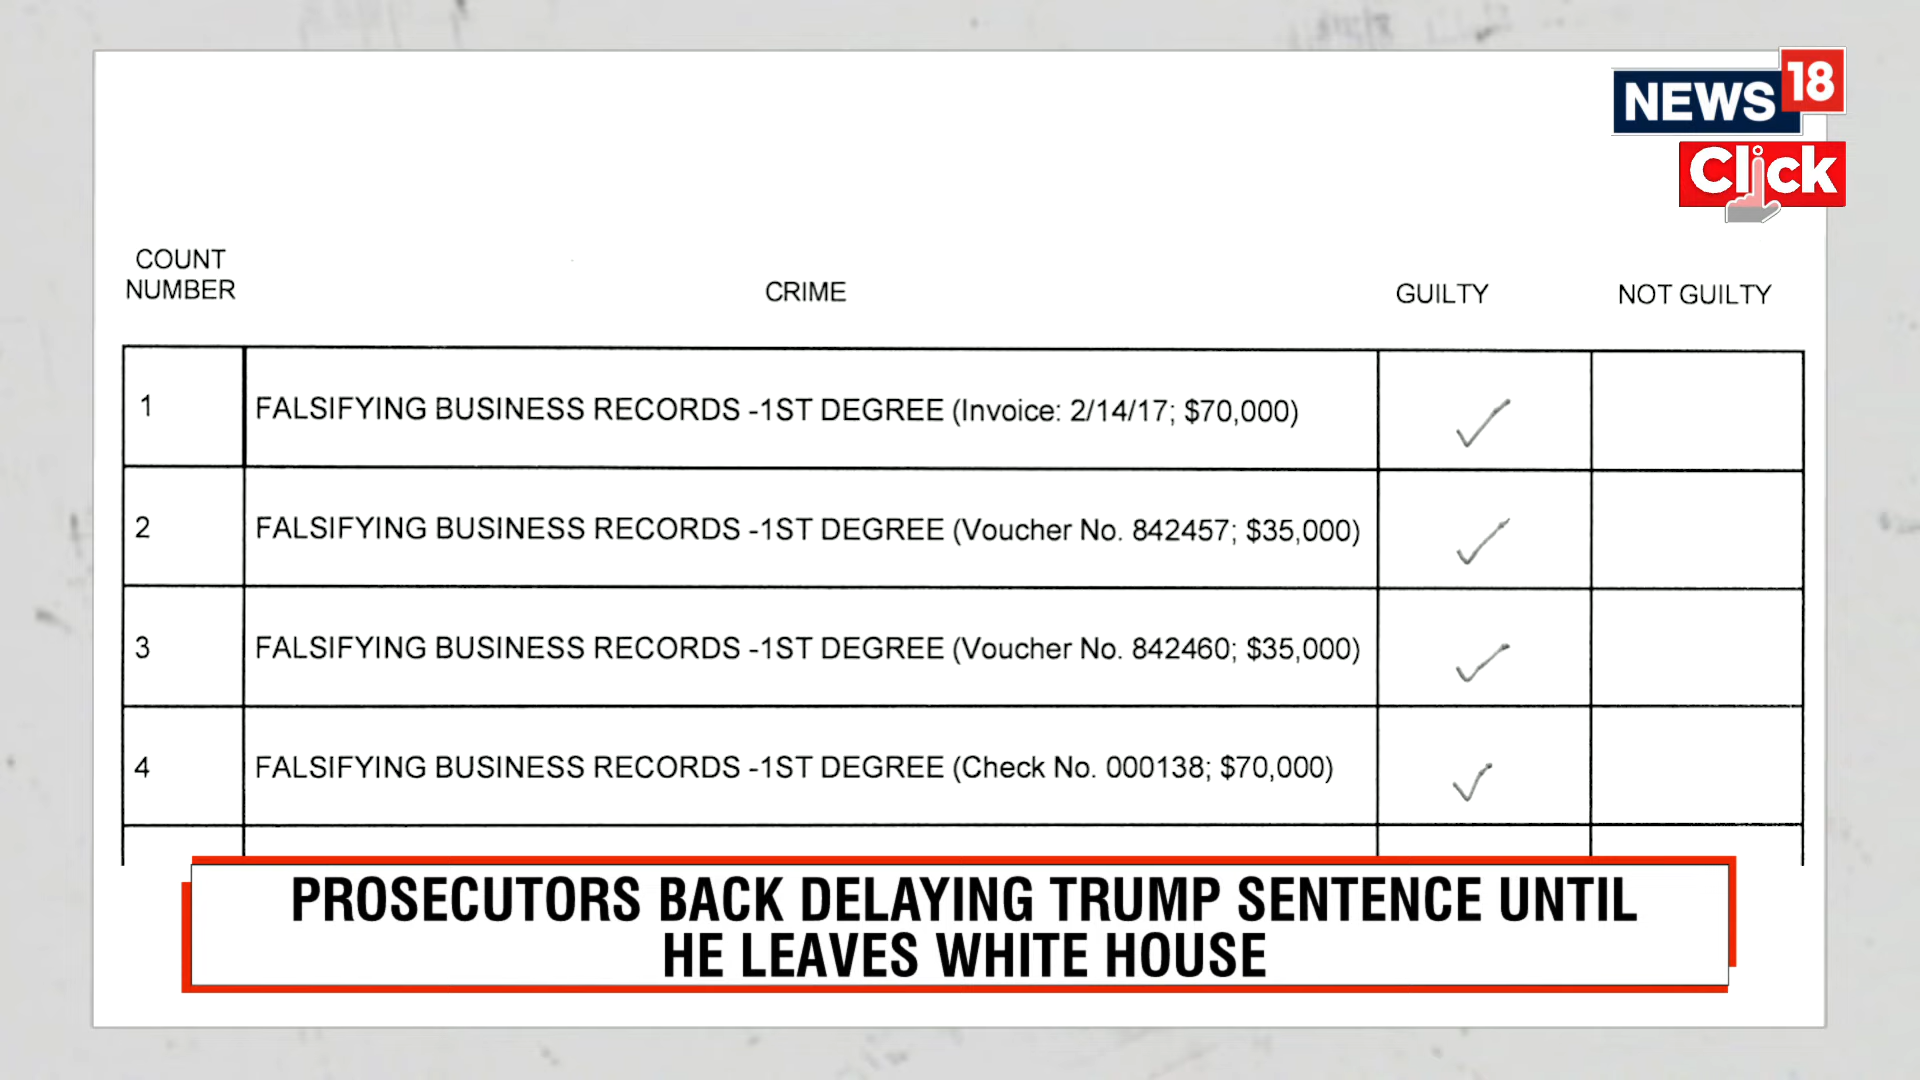 NEWS 18
Click
COUNT
NUMBER
CRIME
GUILTY
NOT GUILTY
1
FALSIFYING BUSINESS RECORDS -1ST DEGREE (Invoice: 2/14/17; $70,000)
2
FALSIFYING BUSINESS RECORDS -1ST DEGREE (Voucher No. 842457; $35,000)
3
FALSIFYING BUSINESS RECORDS -1ST DEGREE (Voucher No. 842460; $35,000)
4
FALSIFYING BUSINESS RECORDS -1ST DEGREE (Check No. 000138; $70,000)
PROSECUTORS BACK DELAYING TRUMP SENTENCE UNTIL
HE LEAVES WHITE HOUSE